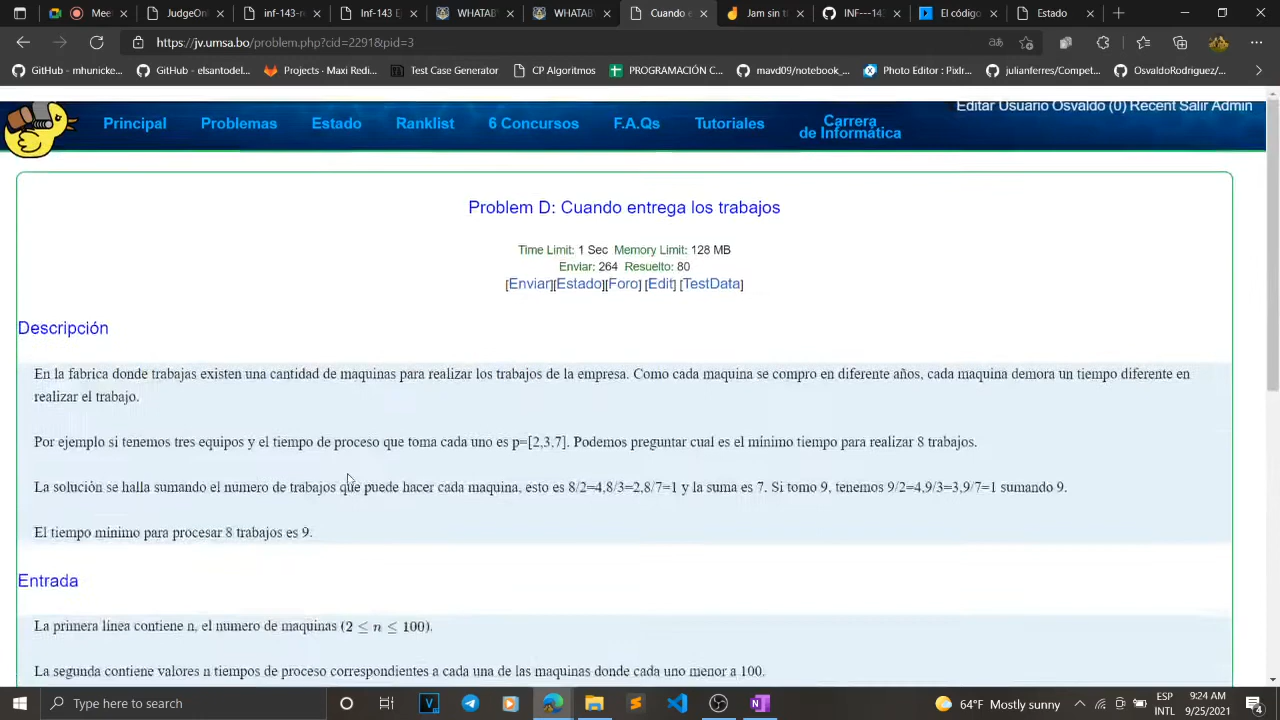 Mee
JudgeOn
inf-143-re
Inf-143 E
WHATAB
WHATAB
Cuando e
Jam sin t
INF---143
El código
Estado
https://jv.umsa.bo/problem.php?cid=2291&pid=3
GitHub - mhunicke...
GitHub - elsantodel...
Projects · Maxi Redi...
Test Case Generator
CP Algoritmos
PROGRAMACIÓN C...
mavd09/notebook_...
Photo Editor : Pixlr...
julianferres/Compet...
OsvaldoRodriguez/...
Editar Usuario Osvaldo (0) Recent Salir Admin
Principal Problemas Estado Ranklist 6 Concursos F.A.Qs Tutoriales Carrera
de Informática
Problem D: Cuando entrega los trabajos
Time Limit: 1 Sec Memory Limit: 128 MB
Enviar: 264 Resuelto: 80
[Enviar][Estado][Foro] [Edit] [TestData]
Descripción
En la fabrica donde trabajas existen una cantidad de maquinas para realizar los trabajos de la empresa. Como cada maquina se compro en diferente años, cada maquina demora un tiempo diferente en
realizar el trabajo.
Por ejemplo si tenemos tres equipos y el tiempo de proceso que toma cada uno es p=[2,3,7]. Podemos preguntar cual es el mínimo tiempo para realizar 8 trabajos.
La solución se halla sumando el numero de trabajos que puede hacer cada maquina, esto es 8/2=4,8/3=2,8/7=1 y la suma es 7. Si tomo 9, tenemos 9/2=4,9/3=3,9/7=1 sumando 9.
El tiempo mínimo para procesar 8 trabajos es 9.
Entrada
La primera línea contiene n, el numero de maquinas (2 ≤ n ≤ 100).
La segunda contiene valores n tiempos de proceso correspondientes a cada una de las maquinas donde cada uno menor a 100.
Type here to search
64°F Mostly sunny
ESP
INTL
9:24 AM
9/25/2021
4